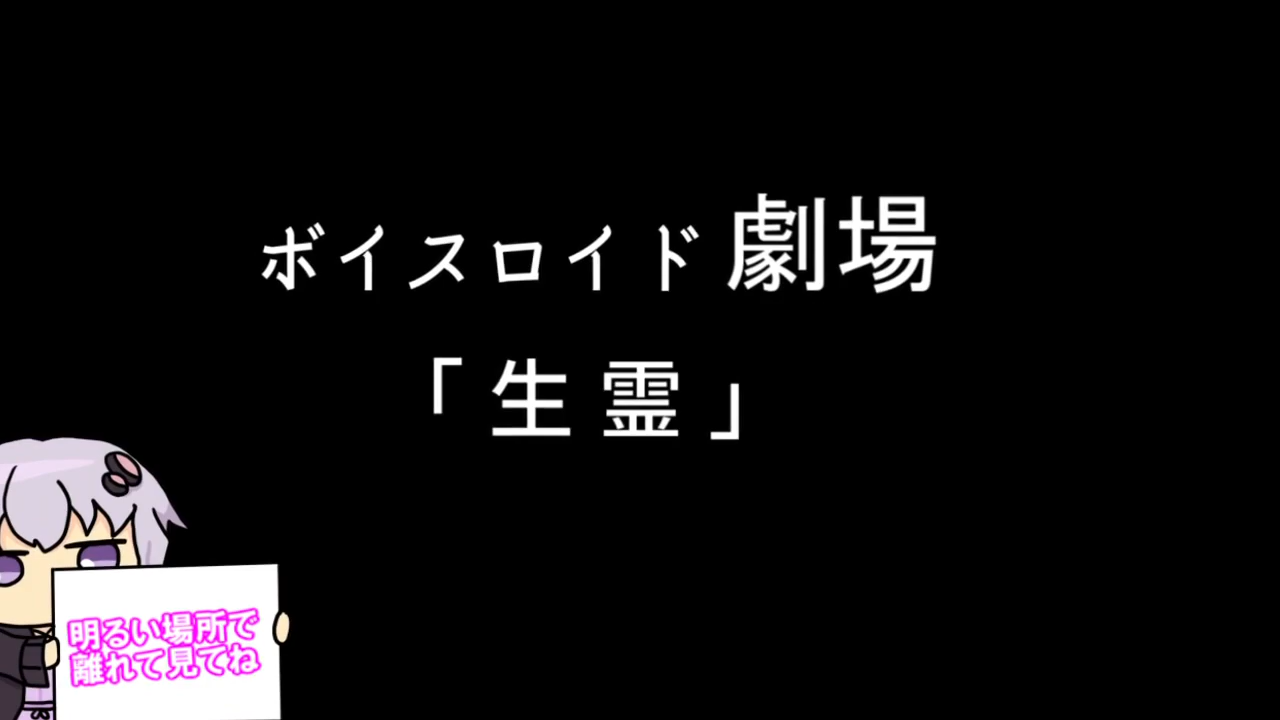 ボイスロイド劇場
「生霊」
明るい場所で
離れて見てね